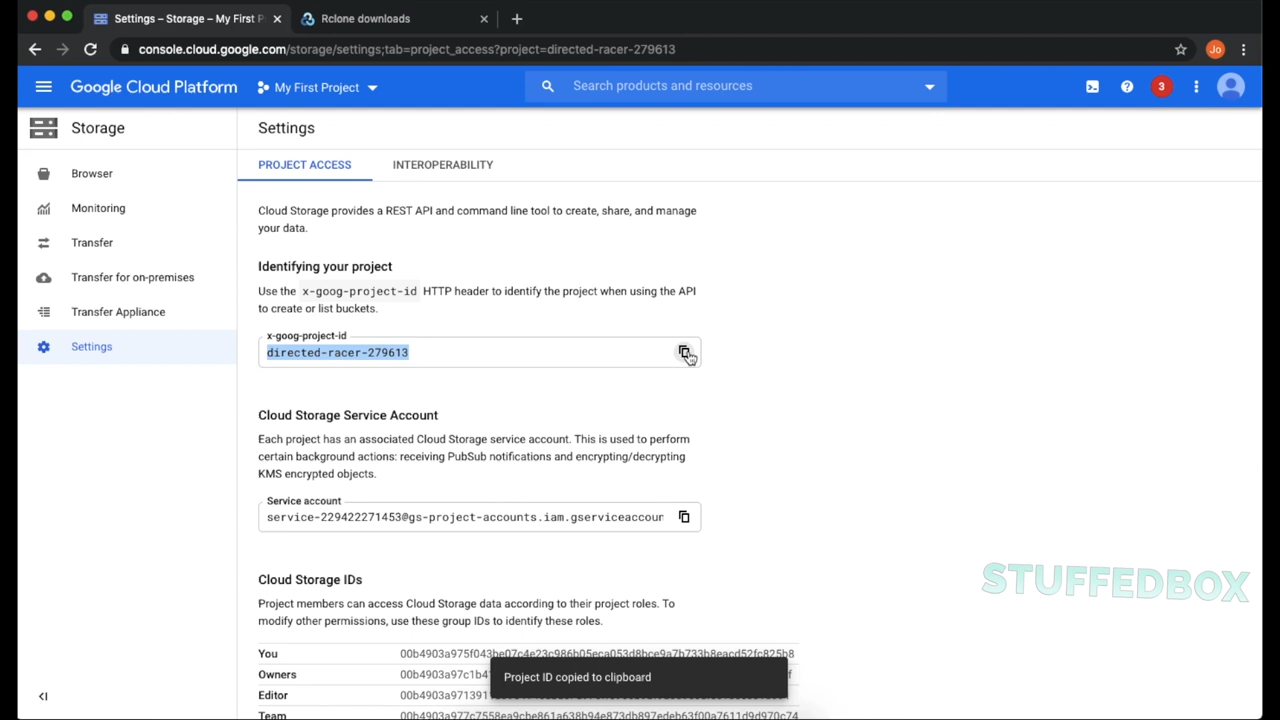 Settings – Storage – My First P
Rclone downloads
console.cloud.google.com/storage/settings;tab=project_access?project=directed-racer-279613
Jo
Google Cloud Platform
My First Project
Search products and resources
3
Storage
Settings
Browser
Monitoring
Transfer
Transfer for on-premises
Transfer Appliance
Settings
PROJECT ACCESS
INTEROPERABILITY
Cloud Storage provides a REST API and command line tool to create, share, and manage
your data.
Identifying your project
Use the x-goog-project-id HTTP header to identify the project when using the API
to create or list buckets.
x-goog-project-id
directed-racer-279613
Cloud Storage Service Account
Each project has an associated Cloud Storage service account. This is used to perform
certain background actions: receiving PubSub notifications and encrypting/decrypting
KMS encrypted objects.
Service account
service-229422271453@gs-project-accounts.iam.gserviceaccoun
STUFFEDBOX
Cloud Storage IDs
Project members can access Cloud Storage data according to their project roles. To
modify other permissions, use these group IDs to identify these roles.
You
Owners
Editor
Team
Project ID copied to clipboard